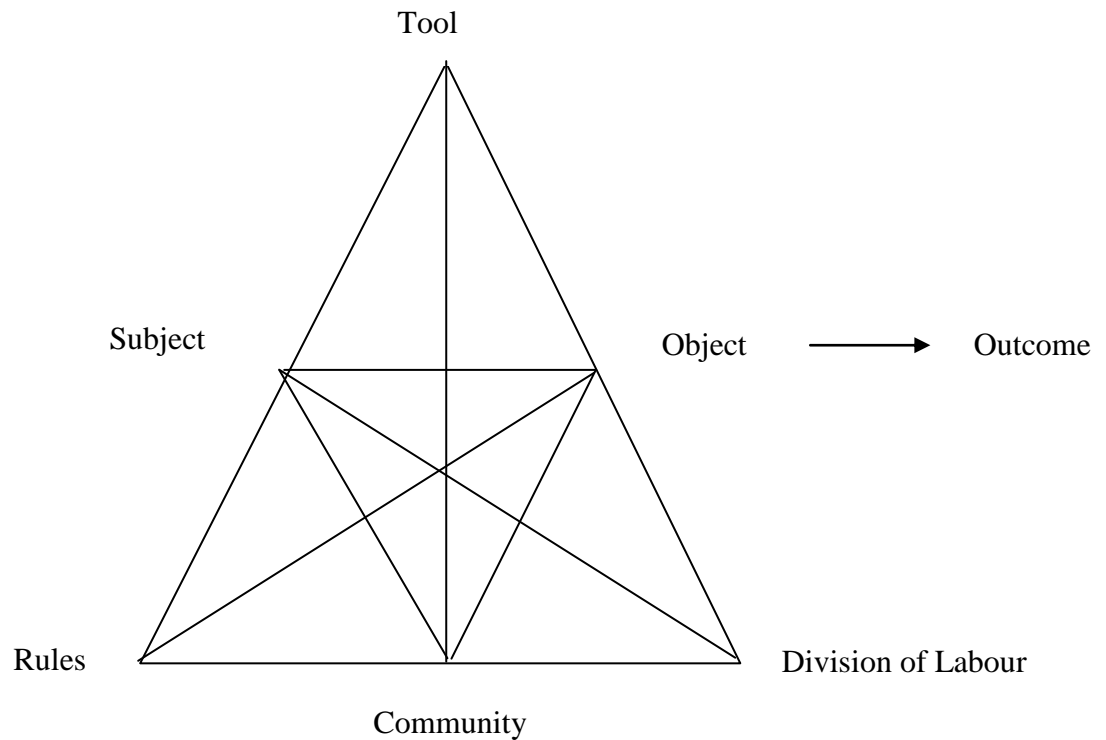 Tool
Subject
Object
Outcome
Rules
Division of Labour
Community